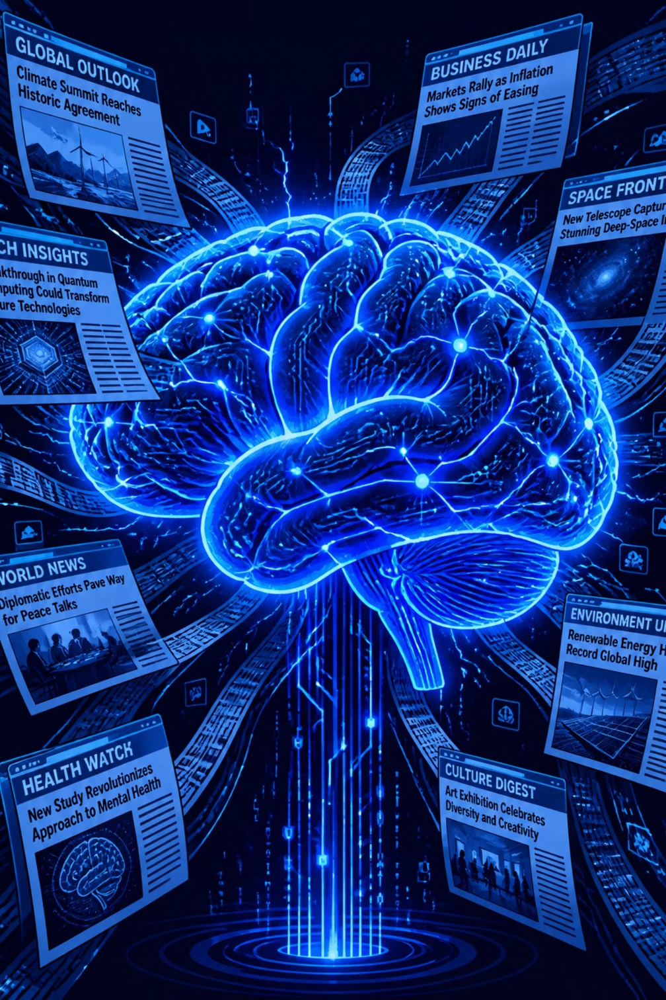 GLOBAL OUTLOOK
Climate Summit Reaches
Historic Agreement
BUSINESS DAILY
Markets Rally as Inflation
Shows Signs of Easing
SPACE FRONT
New Telescope Captur
Stunning Deep-Space I
CH INSIGHTS
kthrough in Quantum
puting Could Transform
ure Technologies
WORLD NEWS
Diplomatic Efforts Pave Way
for Peace Talks
ENVIRONMENT U
Renewable Energy H
Record Global High
HEALTH WATCH
New Study Revolutionizes
Approach to Mental Health
CULTURE DIGEST
Art Exhibition Celebrates
Diversity and Creativity